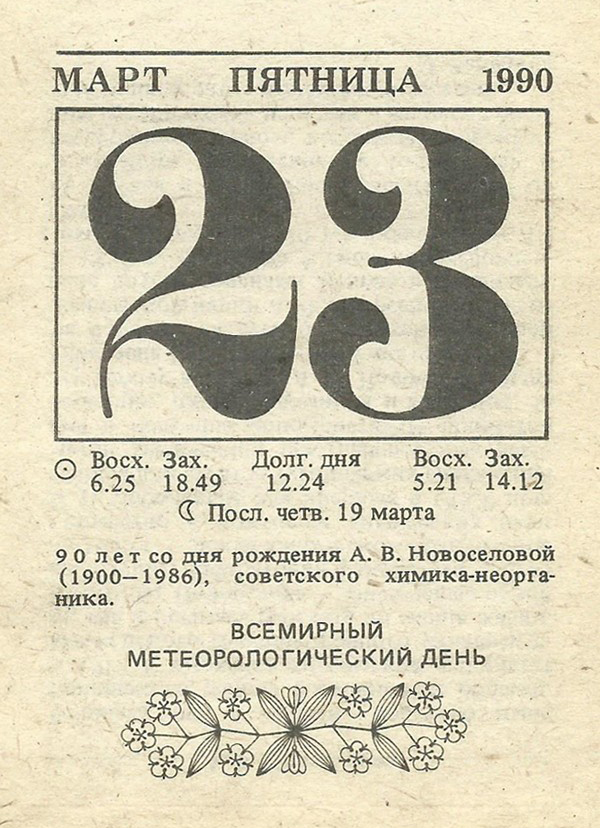 МАРТ ПЯТНИЦА 1990
23
Восх. Зах. Долг. дня Восх. Зах.
6.25 18.49 12.24 5.21 14.12
Посл. четв. 19 марта
90 лет со дня рождения А. В. Новоселовой
(1900—1986), советского химика-неорга-
ника.
ВСЕМИРНЫЙ
МЕТЕОРОЛОГИЧЕСКИЙ ДЕНЬ